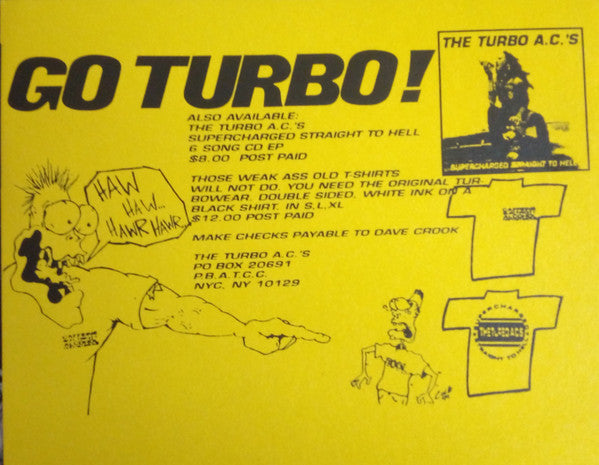 GO TURBO!
ALSO AVAILABLE:
THE TURBO A.C.'S
SUPERCHARGED STRAIGHT TO HELL
6 SONG CD EP
$8.00 POST PAID
THOSE WEAK ASS OLD T-SHIRTS
WILL NOT DO. YOU NEED THE ORIGINAL TUR-
BOWEAR. DOUBLE SIDED, WHITE INK ON A
BLACK SHIRT. IN S,L,XL
$12.00 POST PAID
MAKE CHECKS PAYABLE TO DAVE CROOK
THE TURBO A.C.'S
PO BOX 20691
P.B.A.T.C.C.
NYC, NY 10129
THE TURBO A.C.'S
SUPERCHARGED STRAIGHT TO HELL
HAW
HAW..
HAWR HAWR...
THE TURBO A.C.'S